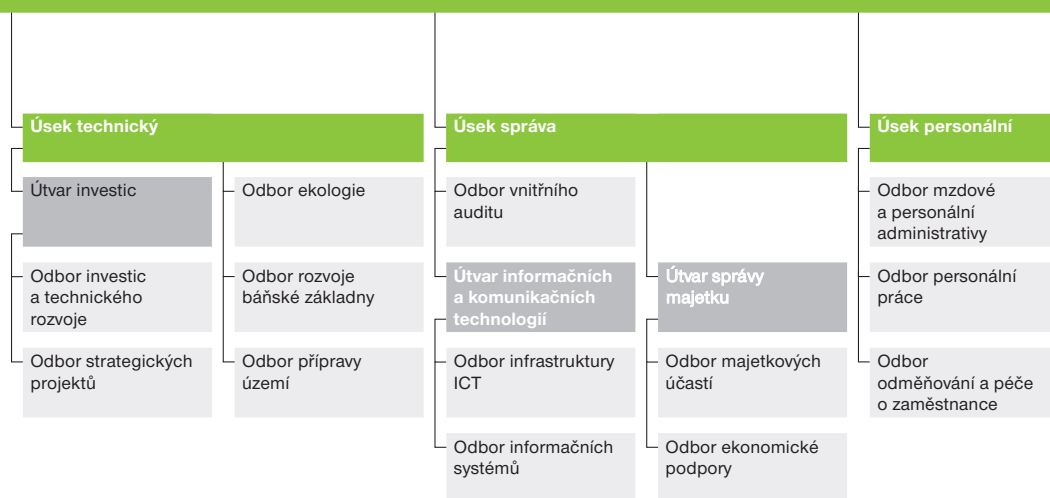 Úsek technický
Útvar investic
Odbor investic
a technického
rozvoje
Odbor strategických
projektů
Odbor ekologie
Odbor rozvoje
báňské základny
Odbor přípravy
území
Úsek správa
Odbor vnitřního
auditu
Útvar informačních
a komunikačních
technologií
Odbor infrastruktury
ICT
Odbor informačních
systémů
Útvar správy
majetku
Odbor majetkových
účastí
Odbor ekonomické
podpory
Úsek personální
Odbor mzdové
a personální
administrativy
Odbor personální
práce
Odbor
odměňování a péče
o zaměstnance